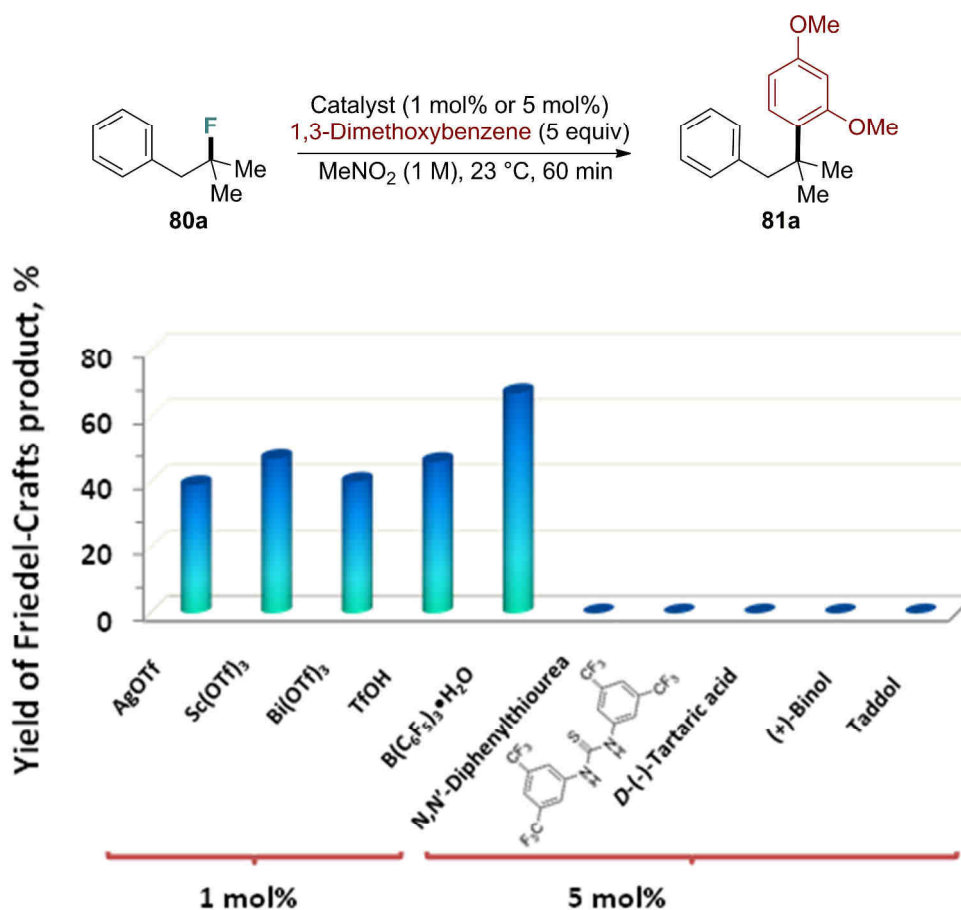 OMe
F
Me
Me
80a
Catalyst (1 mol% or 5 mol%)
1,3-Dimethoxybenzene (5 equiv)
MeNO₂ (1 M), 23 °C, 60 min
OMe
Me
Me
81a
Yield of Friedel-Crafts product, %
80
60
40
20
0
AgOTf
Sc(OTf)₃
Bi(OTf)₃
TfOH
B(C₆F₅)₃•H₂O
N,N'-Diphenylthiourea
CF₃
CF₃
S
N
H
N
H
CF₃
F₃C
D-(-)-Tartaric acid
(+)-Binol
Taddol
1 mol%
5 mol%